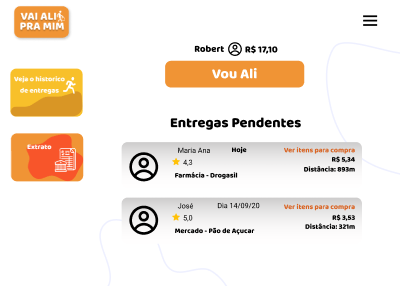 VAI ALI
PRA MIM
Robert R$ 17,10
Vou Ali
Veja o historico
de entregas
Extrato
Entregas Pendentes
Maria Ana Hoje Ver itens para compra
4,3 R$ 5,34
Distância: 893m
Farmácia - Drogasil
José Dia 14/09/20 Ver itens para compra
5,0 R$ 3,53
Distância: 321m
Mercado - Pão de Açucar